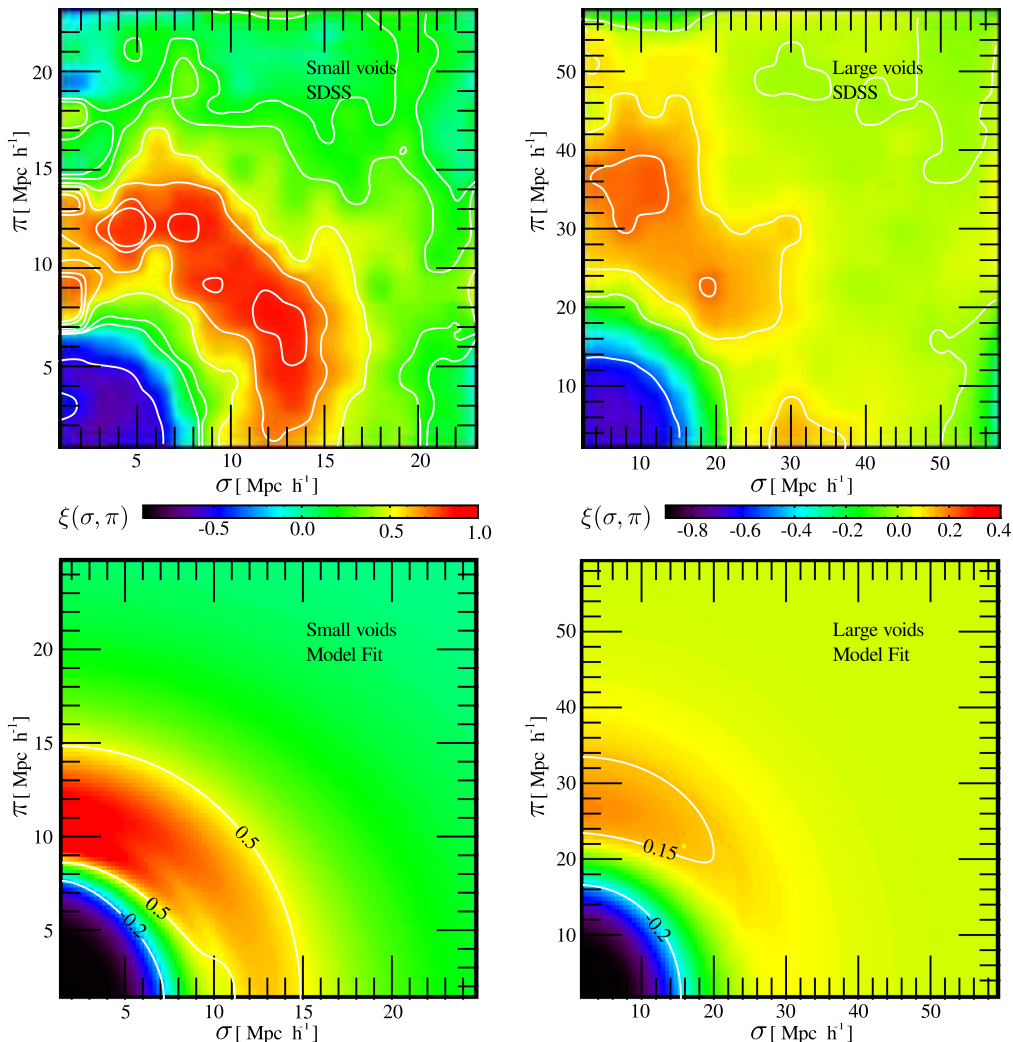 Small voids
SDSS
20
15
10
5
π [ Mpc h⁻¹]
5
10
15
20
σ [ Mpc h⁻¹]
Large voids
SDSS
50
40
30
20
10
π [ Mpc h⁻¹]
10
20
30
40
50
σ [ Mpc h⁻¹]
ξ(σ, π)
-0.5
0.0
0.5
1.0
ξ(σ, π)
-0.8
-0.6
-0.4
-0.2
0.0
0.2
0.4
Small voids
Model Fit
20
15
10
5
π [ Mpc h⁻¹]
0.5
0.5
-0.2
5
10
15
20
σ [ Mpc h⁻¹]
Large voids
Model Fit
50
40
30
20
10
π [ Mpc h⁻¹]
0.15
-0.2
10
20
30
40
50
σ [ Mpc h⁻¹]